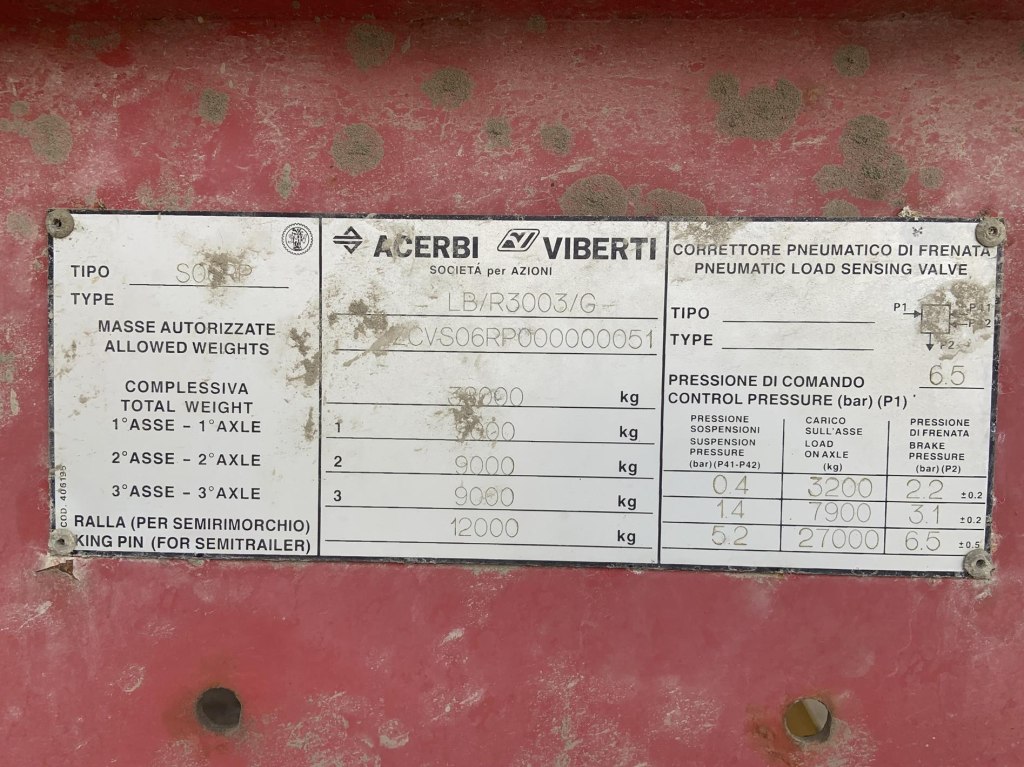 TIPO
TYPE
MASSE AUTORIZZATE
ALLOWED WEIGHTS
COMPLESSIVA
TOTAL WEIGHT
1°ASSE - 1°AXLE
2°ASSE - 2°AXLE
3°ASSE - 3°AXLE
RALLA (PER SEMIRIMORCHIO)
KING PIN (FOR SEMITRAILER)
COD. 406195
ACERBI VIBERTI
SOCIETÁ per AZIONI
LB/R3003/G
ZCVS06RP000000051
kg
1 kg
2 9000 kg
3 9000 kg
12000 kg
CORRETTORE PNEUMATICO DI FRENATA
PNEUMATIC LOAD SENSING VALVE
TIPO
TYPE
P1
P2
6.5
PRESSIONE DI COMANDO
CONTROL PRESSURE (bar) (P1)
PRESSIONE
SOSPENSIONI
SUSPENSION
PRESSURE
(bar) (P41-P42)
CARICO
SULL'ASSE
LOAD
ON AXLE
(kg)
PRESSIONE
DI FRENATA
BRAKE
PRESSURE
(bar) (P2)
0.4 3200 2.2 ±0.2
1.4 7900 3.1 ±0.2
5.2 27000 6.5 ±0.5